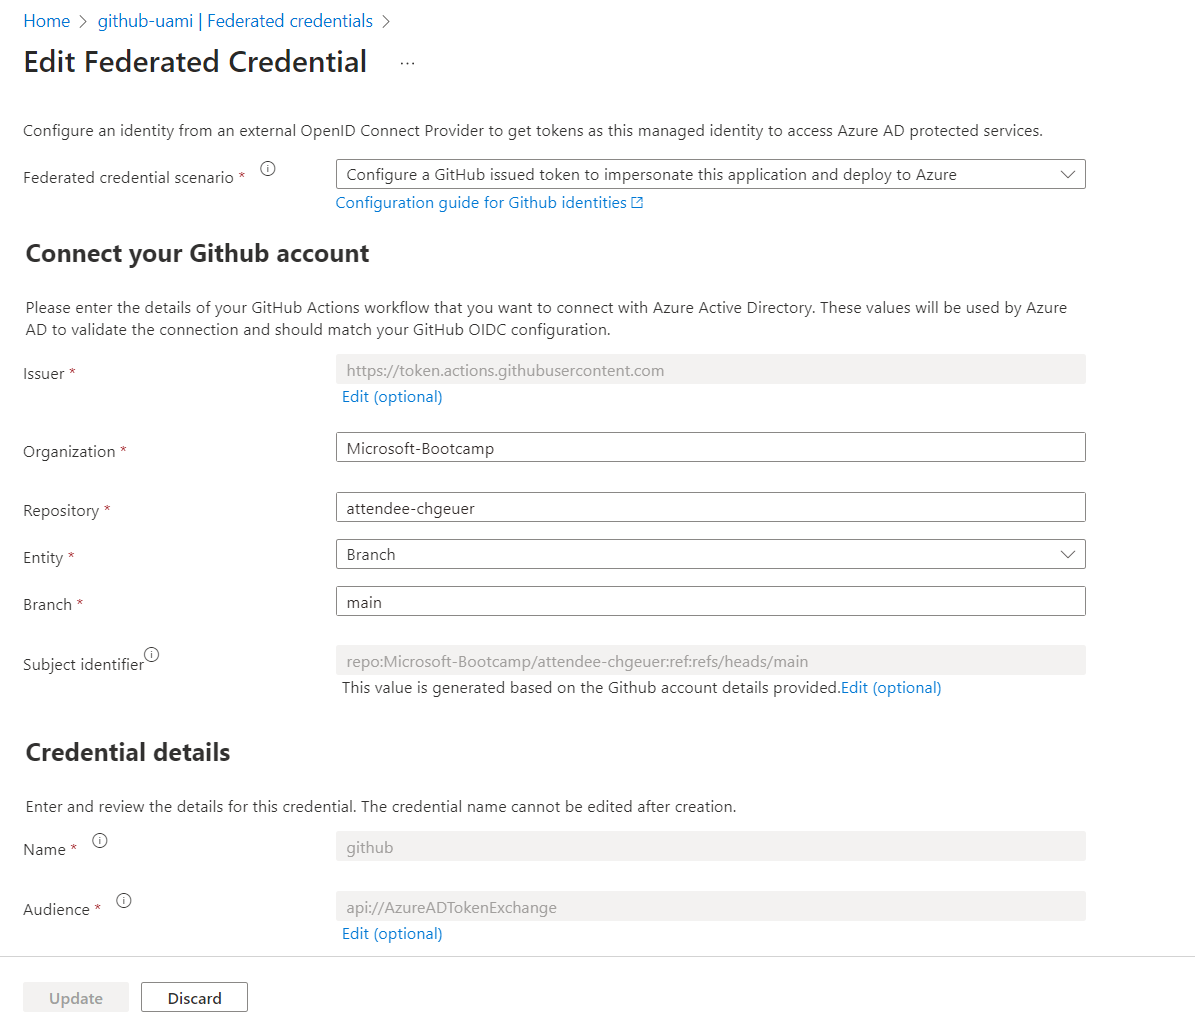 Home > github-uami | Federated credentials >
Edit Federated Credential ...
Configure an identity from an external OpenID Connect Provider to get tokens as this managed identity to access Azure AD protected services.
Federated credential scenario * Configure a GitHub issued token to impersonate this application and deploy to Azure
Configuration guide for Github identities
Connect your Github account
Please enter the details of your GitHub Actions workflow that you want to connect with Azure Active Directory. These values will be used by Azure
AD to validate the connection and should match your GitHub OIDC configuration.
Issuer * https://token.actions.githubusercontent.com
Edit (optional)
Organization * Microsoft-Bootcamp
Repository * attendee-chgeuer
Entity * Branch
Branch * main
Subject identifier repo:Microsoft-Bootcamp/attendee-chgeuer:ref:refs/heads/main
This value is generated based on the Github account details provided.Edit (optional)
Credential details
Enter and review the details for this credential. The credential name cannot be edited after creation.
Name * github
Audience * api://AzureADTokenExchange
Edit (optional)
Update Discard